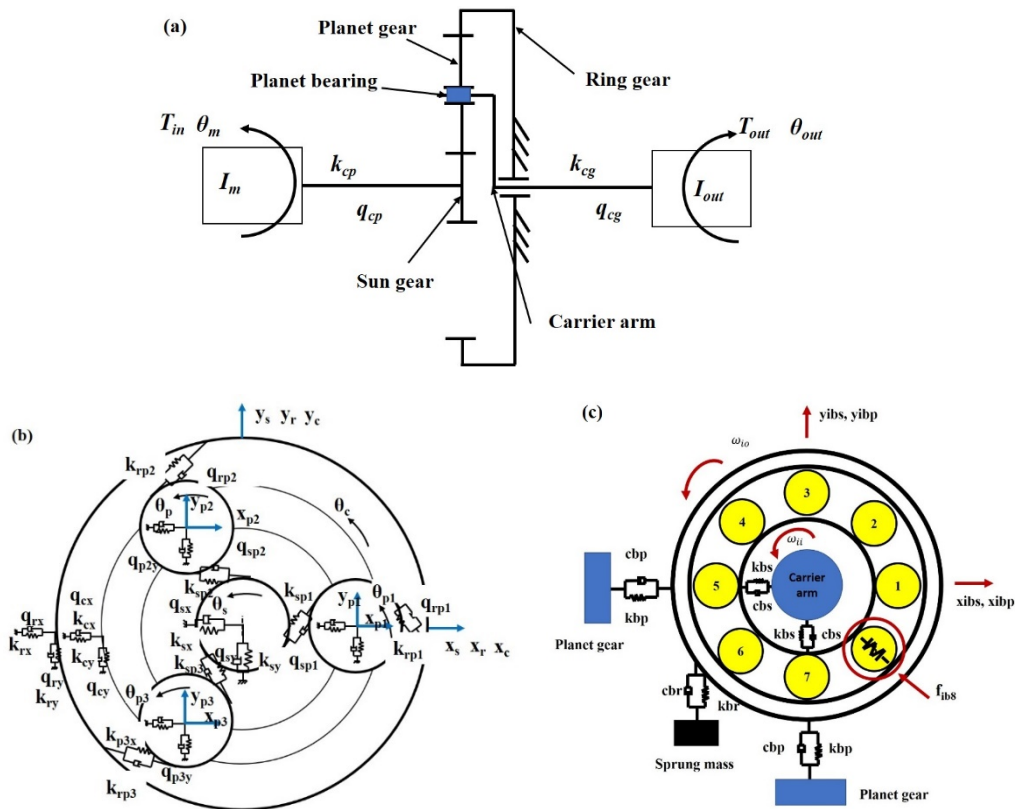 (a)
Planet gear
Planet bearing
Ring gear
T_in θ_m
T_out θ_out
k_cp
k_cg
I_m
I_out
q_cp
q_cg
Sun gear
Carrier arm
(b)
y_s y_r y_c
k_rp2
q_rp2
θ_p
y_p2
x_p2
θ_c
q_p2y
q_sp2
k_sp2
k_sp1
θ_p1
q_rp1
q_cx
q_sx
θ_s
y_p1
x_p1
q_rx
k_cx
k_rx
k_sx
k_rp1
x_s x_r x_c
k_cy
q_sy
k_sy
q_sp1
q_ry
q_cy
k_sp3
k_ry
θ_p3
y_p3
x_p3
k_p3x
q_p3y
k_rp3
(c)
yibs, yibp
ω_io
3
4
2
ω_ii
cbp
kbs
5
Carrier
arm
1
cbs
xibs, xibp
kbp
kbs
cbs
Planet gear
6
7
f_ib8
cbr
kbr
cbp
kbp
Sprung mass
Planet gear